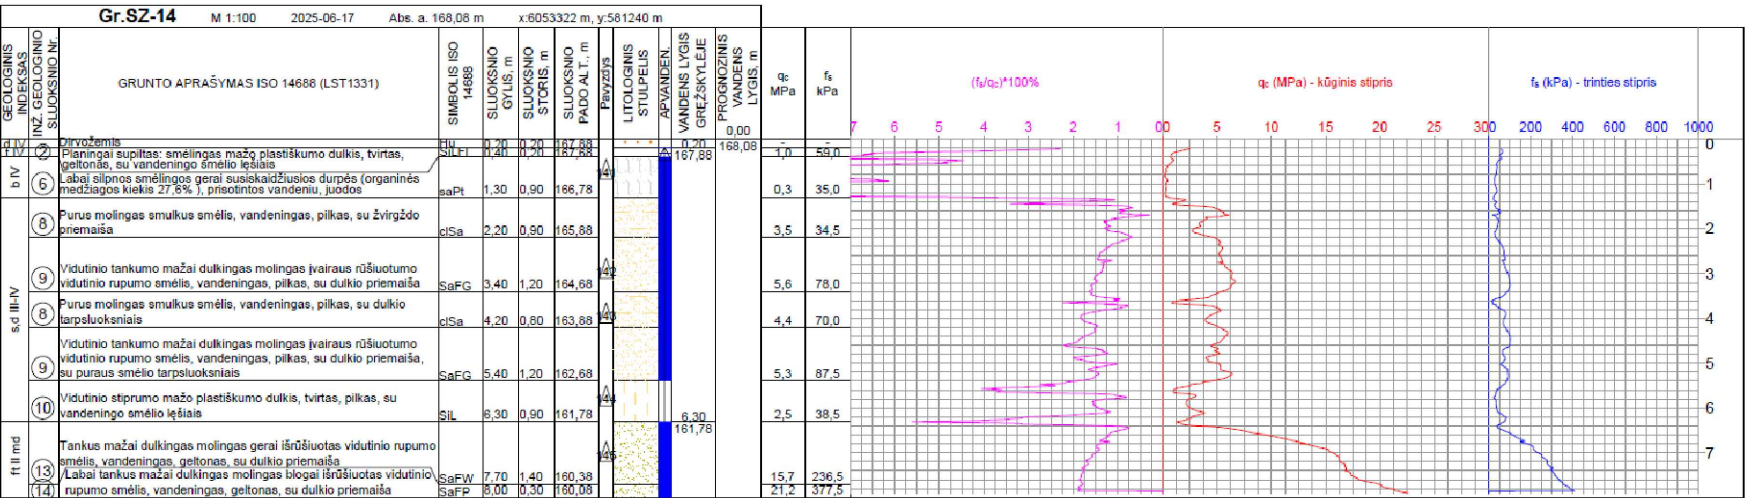 Gr.SZ-14 M 1:100 2025-06-17 Abs. a. 168,08 m x:6053322 m, y:581240 m
GEOLOGINIS INDEKSAS
INŽ. GEOLOGINIO SLUOKSNIO Nr.
GRUNTO APRAŠYMAS ISO 14688 (LST1331)
SIMBOLIS ISO 14688
SLUOKSNIO GYLIS, m
SLUOKSNIO STORIS, m
SLUOKSNIO PADO ALT., m
Pavyzdys
LITOLOGINIS STULPELIS
APVANDEN.
VANDENS LYGIS GRĘŽSKYLĖJE
PROGNOZINIS VANDENS LYGIS, m
qc MPa
fs kPa
(fs/qc)*100%
qc (MPa) - kūginis stipris
fs (kPa) - trinties stipris
7 6 5 4 3 2 1 0
0 5 10 15 20 25 30
0 200 400 600 800 1000
0,00
168,08
d IV Dirvožemis Hu 0,20 0,20 167,88 - -
0,20
167,88
t IV 2 Planingai supiltas: smėlingas mažo plastiškumo dulkis, tvirtas,
geltonas, su vandeningo smėlio lęšiais
0,40 0,20 1,0 59,0
b IV 6 Labai silpnos smėlingos gerai susiskaidžiusios durpės (organinės
medžiagos kiekis 27,6% ), prisotintos vandeniu, juodos
saPt 1,30 0,90 166,78 0,3 35,0
s,d III-IV
8 Purus molingas smulkus smėlis, vandeningas, pilkas, su žvirgždo
priemaiša
clSa 2,20 0,90 165,88 3,5 34,5
9 Vidutinio tankumo mažai dulkingas molingas įvairaus rūšiuotumo
vidutinio rupumo smėlis, vandeningas, pilkas, su dulkio priemaiša
SaFG 3,40 1,20 164,68 5,6 78,0
8 Purus molingas smulkus smėlis, vandeningas, pilkas, su dulkio
tarpsluoksniais
clSa 4,20 0,80 163,88 4,4 70,0
9 Vidutinio tankumo mažai dulkingas molingas įvairaus rūšiuotumo
vidutinio rupumo smėlis, vandeningas, pilkas, su dulkio priemaiša,
su puraus smėlio tarpsluoksniais
SaFG 5,40 1,20 162,68 5,3 87,5
10 Vidutinio stiprumo mažo plastiškumo dulkis, tvirtas, pilkas, su
vandeningo smėlio lęšiais
SiL 6,30 0,90 161,78 2,5 38,5
6,30
161,78
ft II md
13 Tankus mažai dulkingas molingas gerai išrūšiuotas vidutinio rupumo
smėlis, vandeningas, geltonas, su dulkio priemaiša
SaFW 7,70 1,40 160,38 15,7 236,5
14 Labai tankus mažai dulkingas molingas blogai išrūšiuotas vidutinio
rupumo smėlis, vandeningas, geltonas, su dulkio priemaiša
SaFP 8,00 0,30 160,08 21,2 377,5
0
1
2
3
4
5
6
7